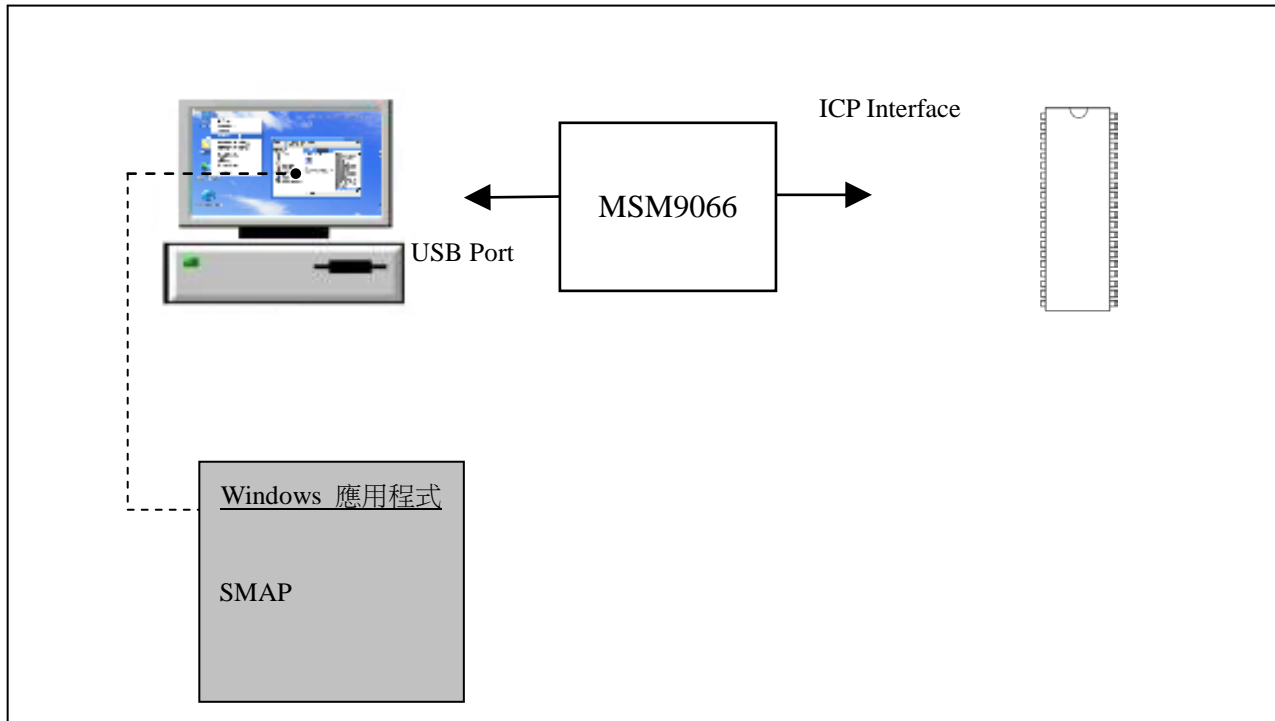 ICP Interface
MSM9066
USB Port
Windows 應用程式
SMAP